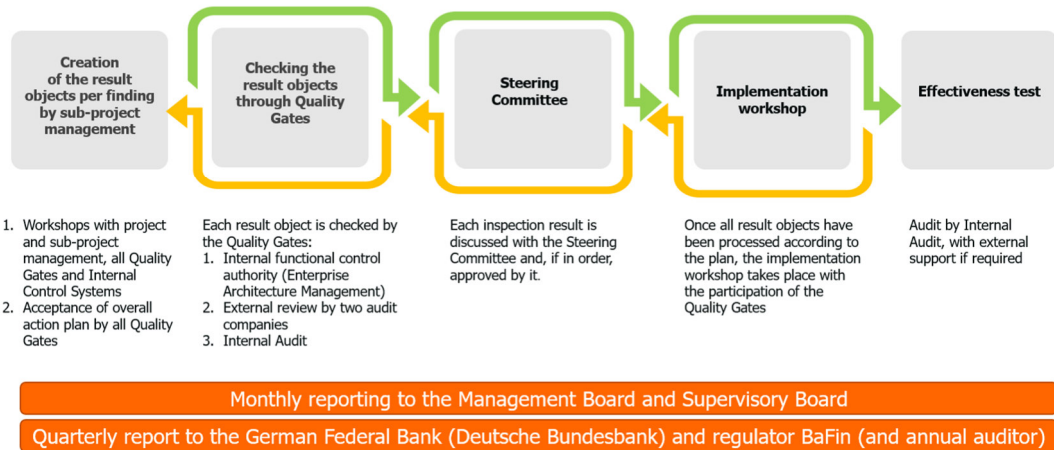 Creation
of the result
objects per finding
by sub-project
management
Checking the
result objects
through Quality
Gates
Steering
Committee
Implementation
workshop
Effectiveness test
1. Workshops with project
and sub-project
management, all Quality
Gates and Internal
Control Systems
2. Acceptance of overall
action plan by all Quality
Gates
Each result object is checked by
the Quality Gates:
1. Internal functional control
authority (Enterprise
Architecture Management)
2. External review by two audit
companies
3. Internal Audit
Each inspection result is
discussed with the Steering
Committee and, if in order,
approved by it.
Once all result objects have
been processed according to
the plan, the implementation
workshop takes place with
the participation of the
Quality Gates
Audit by Internal
Audit, with external
support if required
Monthly reporting to the Management Board and Supervisory Board
Quarterly report to the German Federal Bank (Deutsche Bundesbank) and regulator BaFin (and annual auditor)